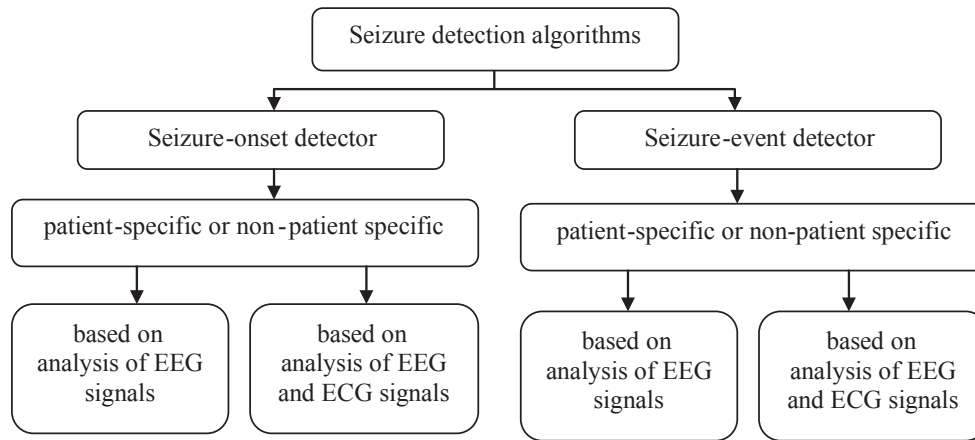 Seizure detection algorithms
Seizure-onset detector
Seizure-event detector
patient-specific or non-patient specific
patient-specific or non-patient specific
based on
analysis of EEG
signals
based on
analysis of EEG
and ECG signals
based on
analysis of EEG
signals
based on
analysis of EEG
and ECG signals